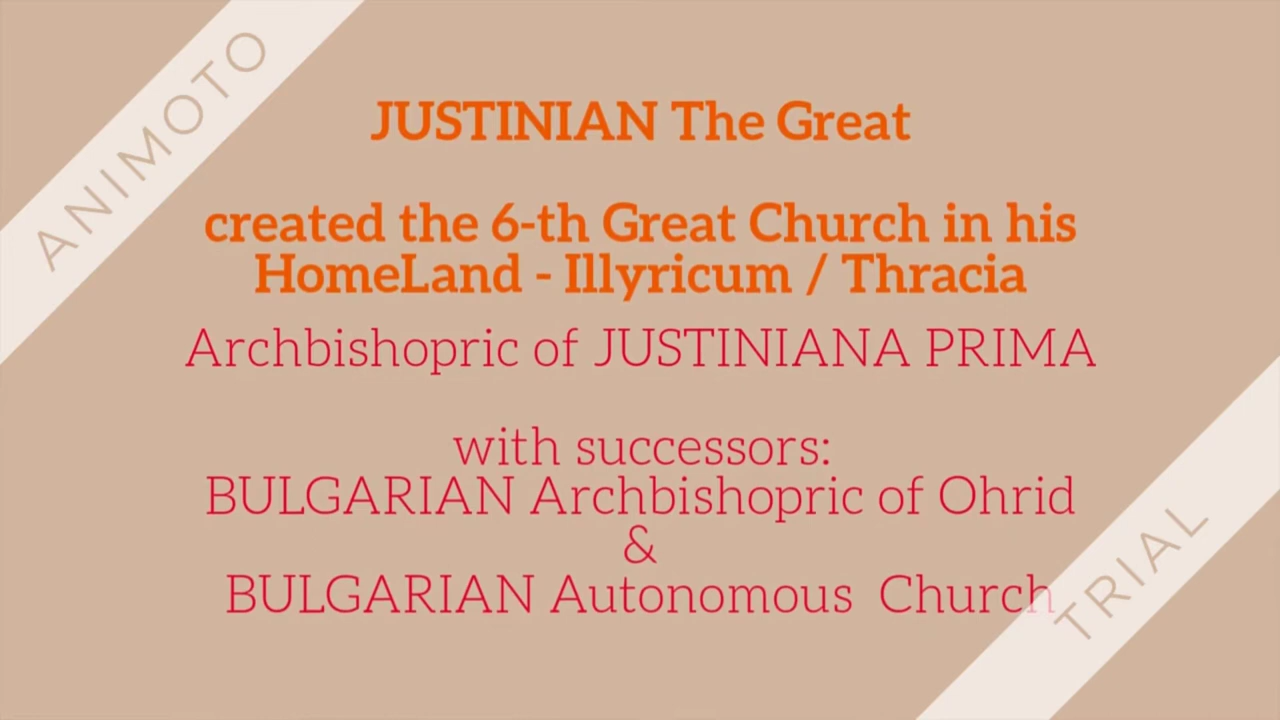 ANIMOTO
JUSTINIAN The Great
created the 6-th Great Church in his
HomeLand - Illyricum / Thracia
Archbishopric of JUSTINIANA PRIMA
with successors:
BULGARIAN Archbishopric of Ohrid
&
BULGARIAN Autonomous Church
TRIAL